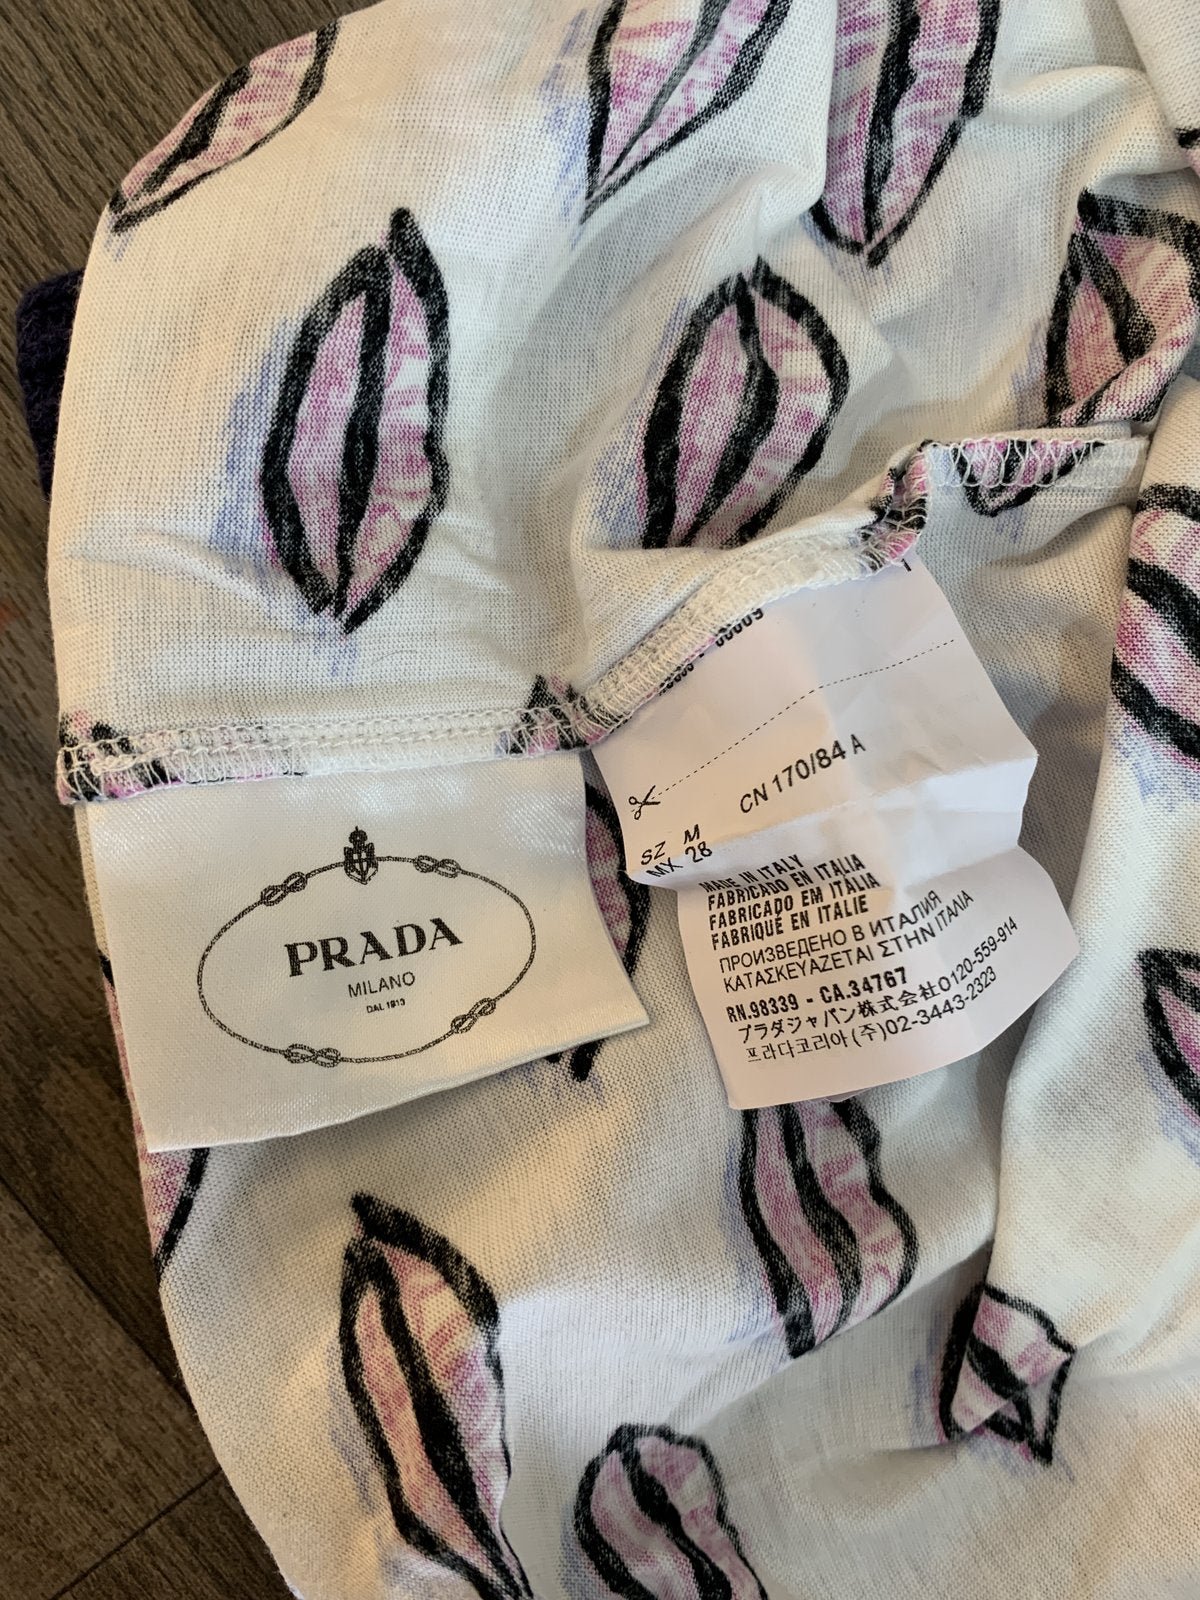 PRADA
MILANO
DAL 1913
CN 170/84 A
SZ M
MX 28
MADE IN ITALY
FABRICADO EN ITALIA
FABRICADO EM ITÁLIA
FABRIQUÉ EN ITALIE
ПРОИЗВЕДЕНО В ИТАЛИЯ
ΚΑΤΑΣΚΕΥΑΖΕΤΑΙ ΣΤΗΝ ΙΤΑΛΙΑ
RN.98339 - CA.34767
プラダジャパン株式会社0120-559-914
프라다코리아 (주)02-3443-2323